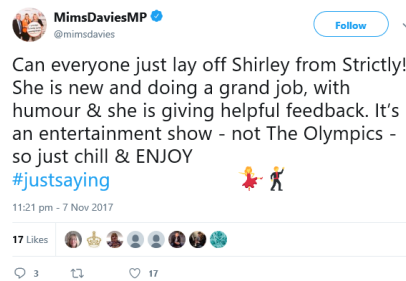 MimsDaviesMP
@mimsdavies
Follow
Can everyone just lay off Shirley from Strictly!
She is new and doing a grand job, with
humour & she is giving helpful feedback. It's
an entertainment show - not The Olympics -
so just chill & ENJOY
#justsaying
11:21 pm - 7 Nov 2017
17 Likes
3
17